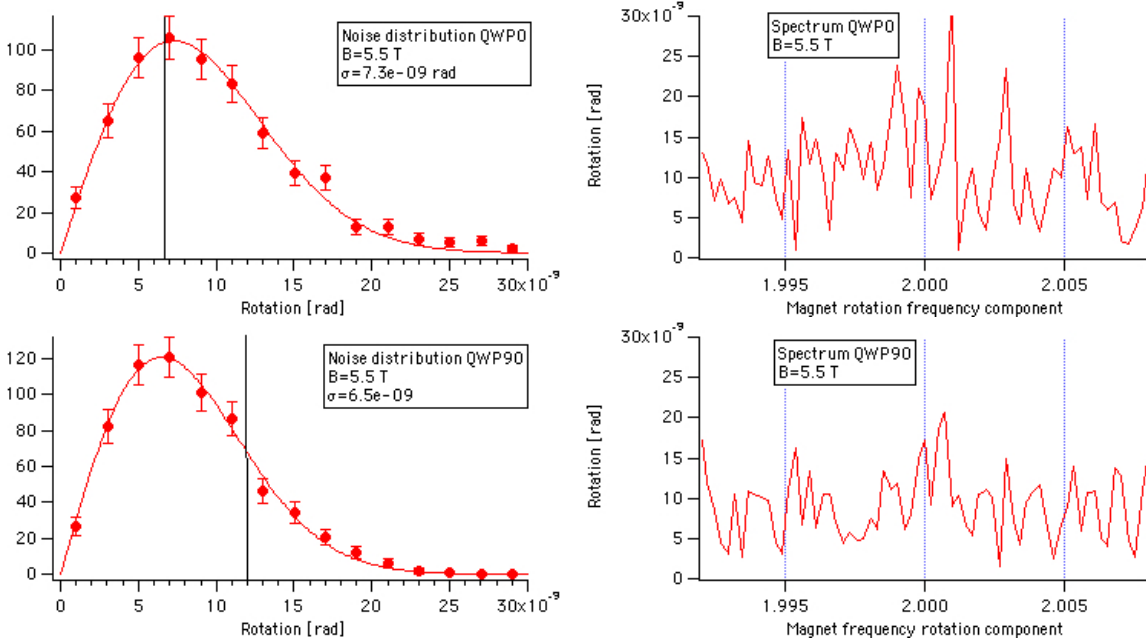 100
80
60
40
20
0
Noise distribution QWP0
B=5.5 T
σ=7.3e-09 rad
0 5 10 15 20 25 30x10⁻⁹
Rotation [rad]
30x10⁻⁹
25
20
15
10
5
0
Rotation [rad]
Spectrum QWP0
B=5.5 T
1.995 2.000 2.005
Magnet rotation frequency component
120
100
80
60
40
20
0
Noise distribution QWP90
B=5.5 T
σ=6.5e-09
0 5 10 15 20 25 30x10⁻⁹
Rotation [rad]
30x10⁻⁹
25
20
15
10
5
0
Rotation [rad]
Spectrum QWP90
B=5.5 T
1.995 2.000 2.005
Magnet frequency rotation component